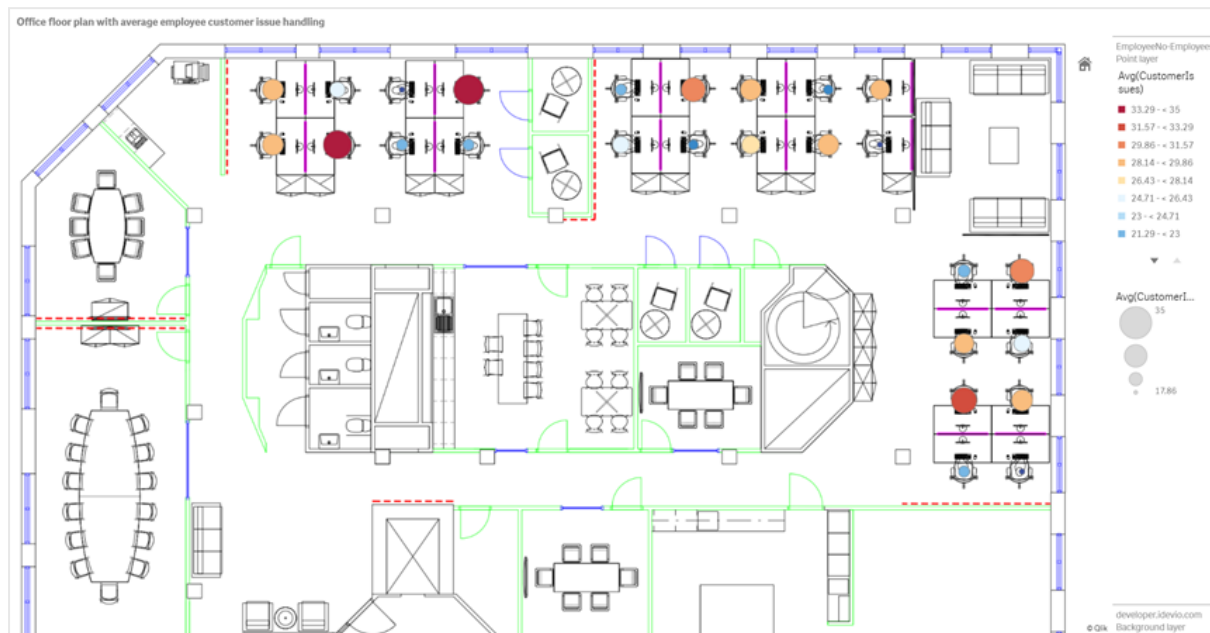 Office floor plan with average employee customer issue handling
EmployeeNo-Employee
Point layer
Avg(CustomerIs
sues)
33.29 - < 35
31.57 - < 33.29
29.86 - < 31.57
28.14 - < 29.86
26.43 - < 28.14
24.71 - < 26.43
23 - < 24.71
21.29 - < 23
Avg(CustomerI...
35
17.86
developer.idevio.com
© Qlik Background layer